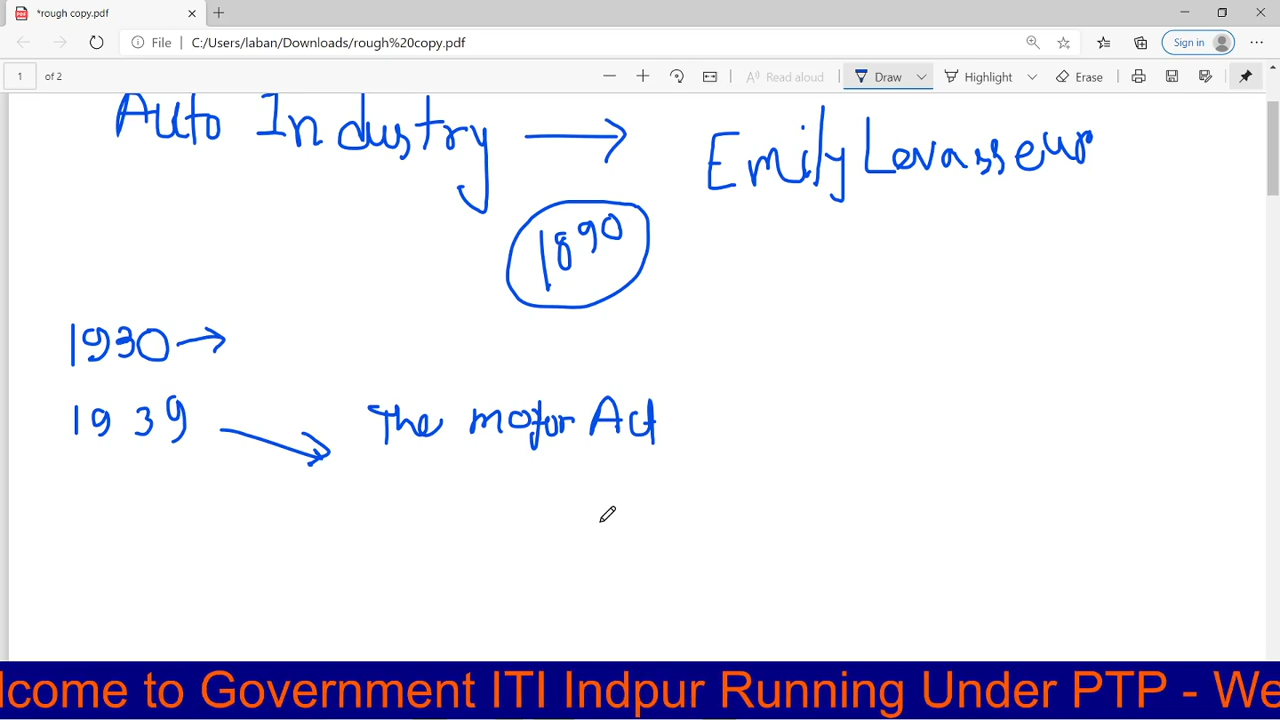 *rough copy.pdf
File C:/Users/laban/Downloads/rough%20copy.pdf Sign in
1 of 2 Read aloud Draw Highlight Erase
Auto Industry → Emily Levasseur
1890
1930 →
1939 → The motor Act
lcome to Government ITI Indpur Running Under PTP - We